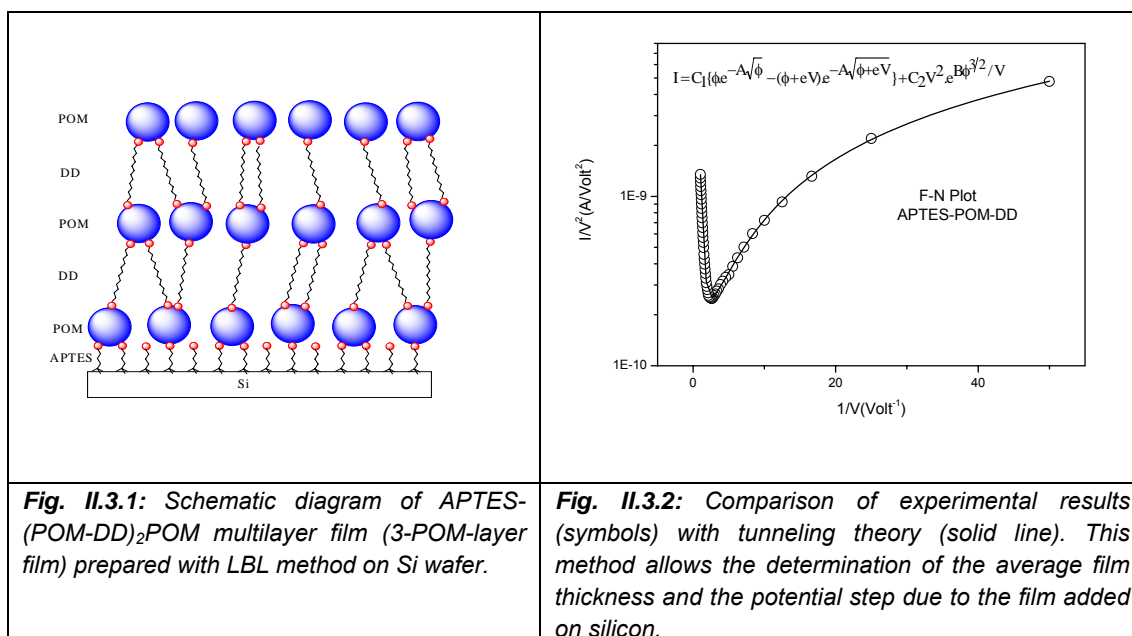 POM
DD
POM
DD
POM
APTES
Si
I=C₁{ϕe^(-A√ϕ) -(ϕ+eV).e^(-A√(ϕ+eV))}+C₂V².e^(Bϕ^(3/2)/V)
1E-9
1E-10
I/V² (A/Volt²)
F-N Plot
APTES-POM-DD
0 20 40
1/V(Volt⁻¹)
Fig. II.3.1: Schematic diagram of APTES-
(POM-DD)₂POM multilayer film (3-POM-layer
film) prepared with LBL method on Si wafer.
Fig. II.3.2: Comparison of experimental results
(symbols) with tunneling theory (solid line). This
method allows the determination of the average film
thickness and the potential step due to the film added
on silicon.